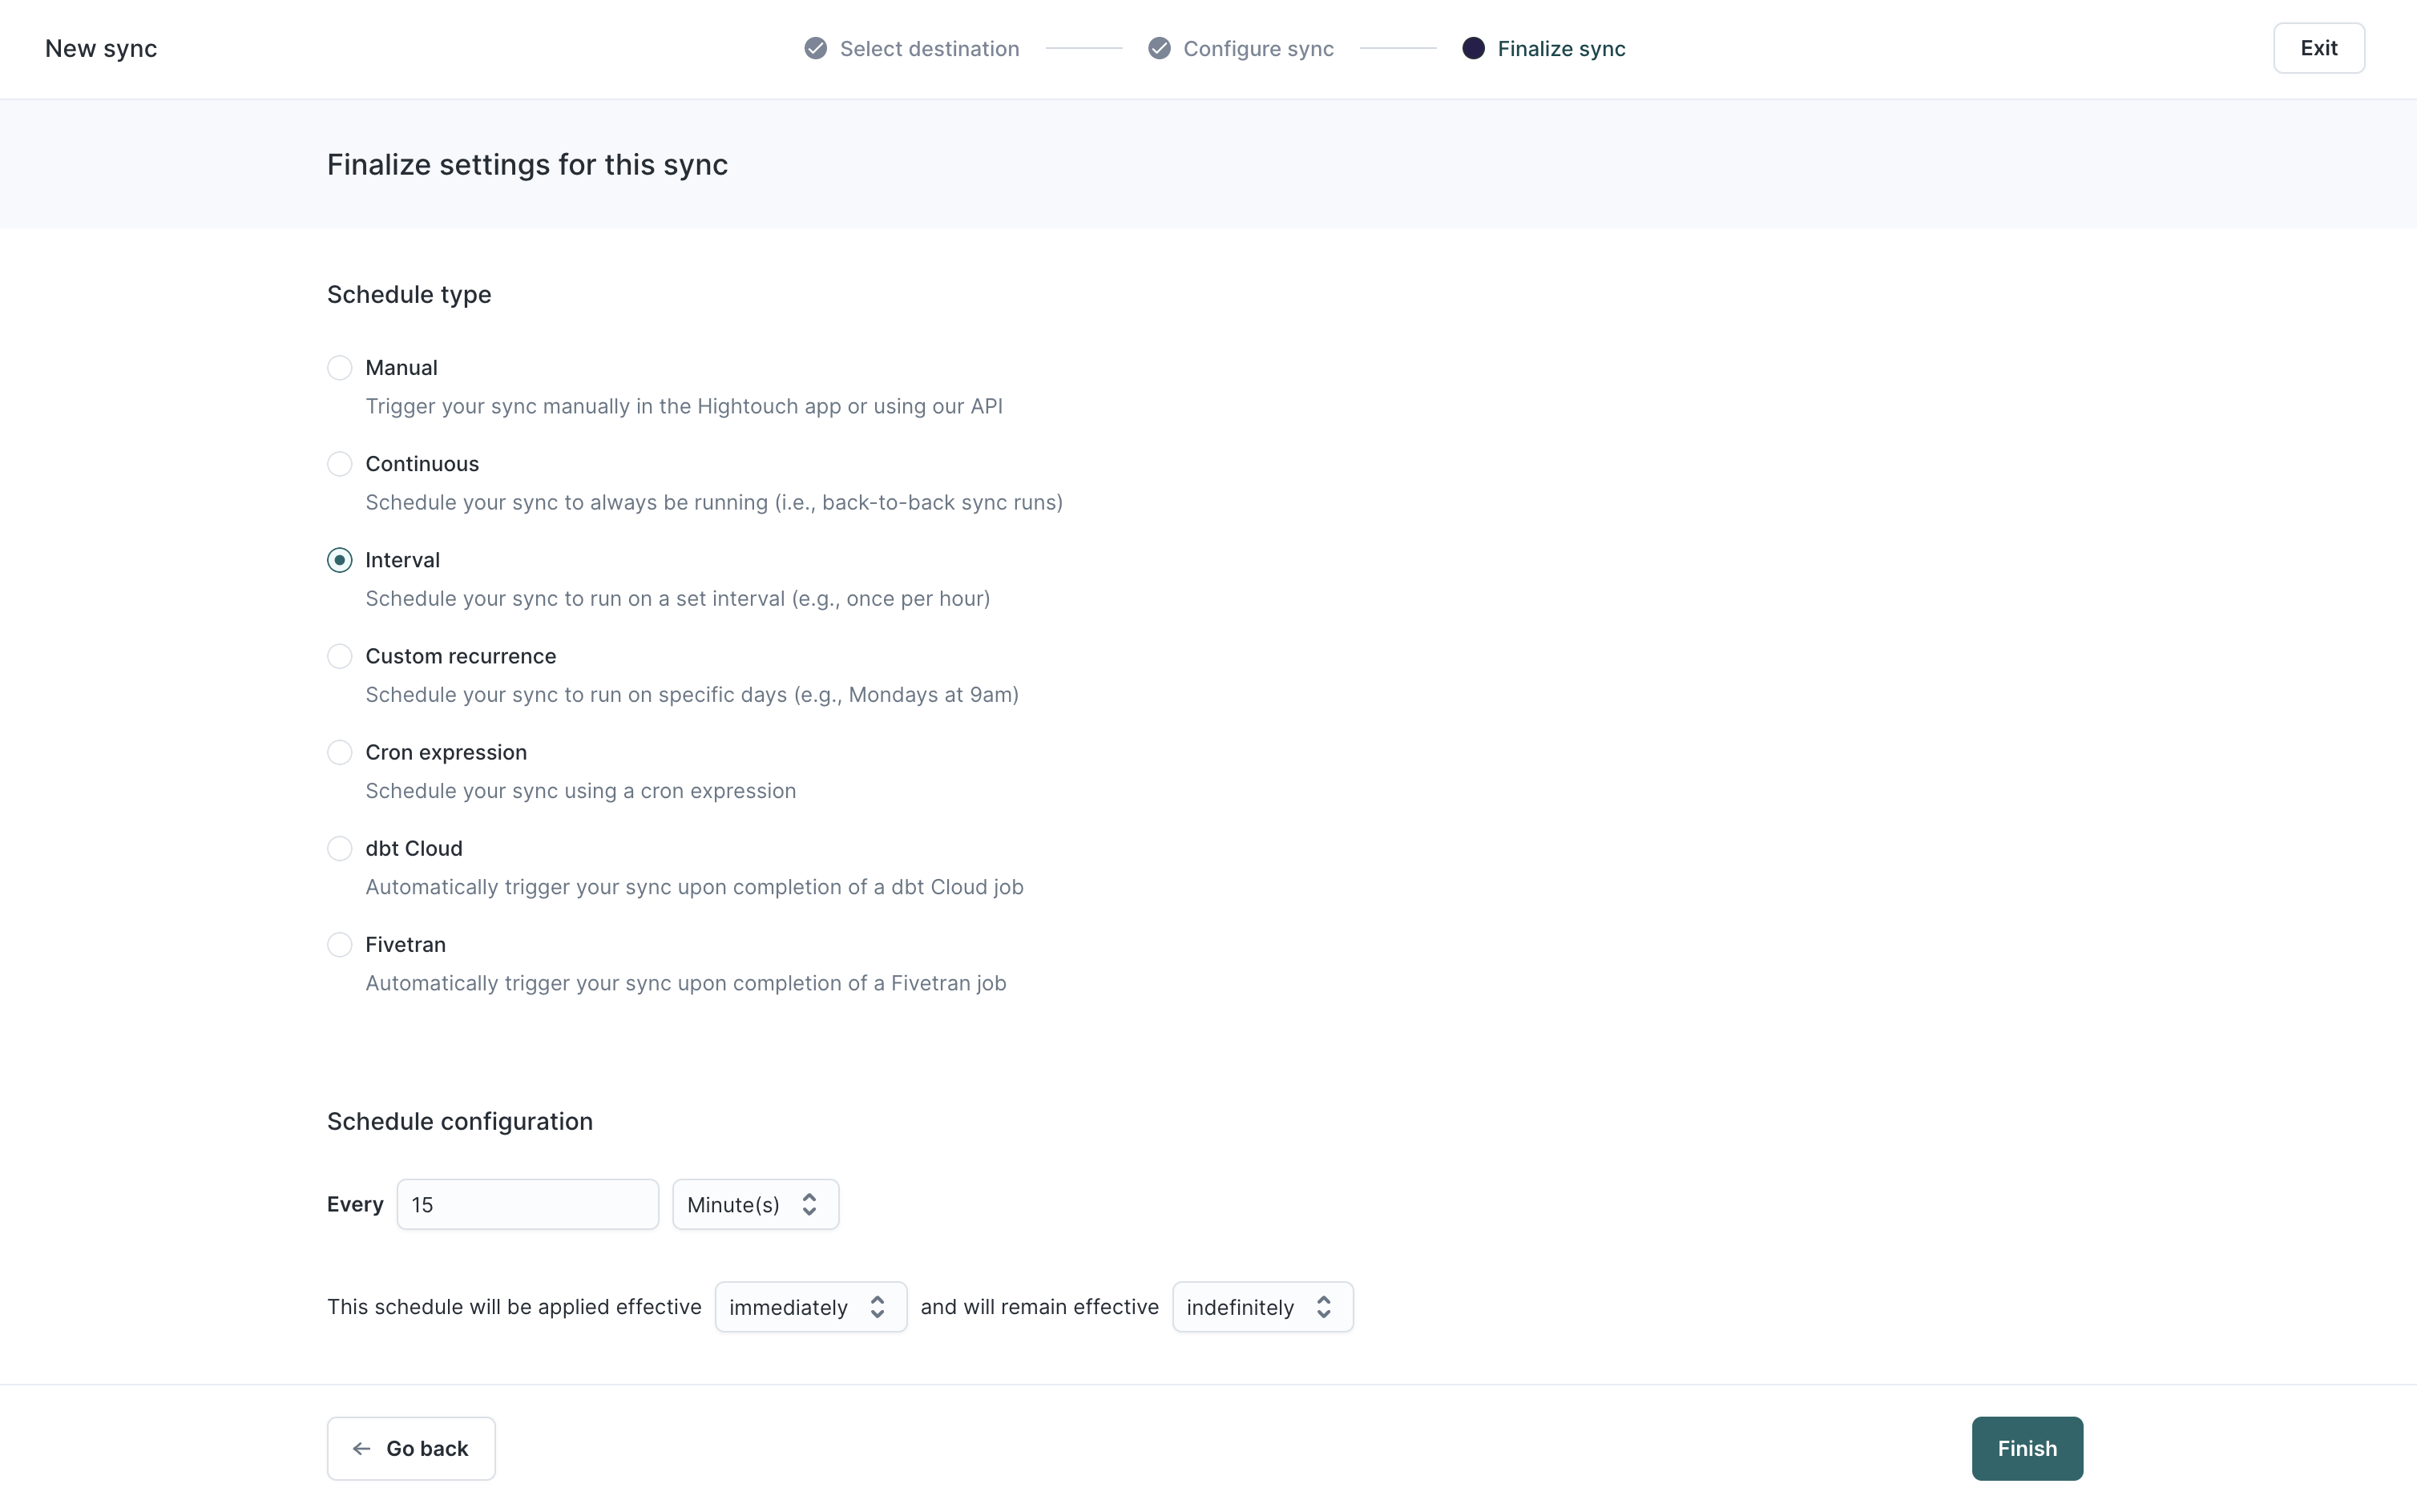 New sync
Select destination
Configure sync
Finalize sync
Exit
Finalize settings for this sync
Schedule type
Manual
Trigger your sync manually in the Hightouch app or using our API
Continuous
Schedule your sync to always be running (i.e., back-to-back sync runs)
Interval
Schedule your sync to run on a set interval (e.g., once per hour)
Custom recurrence
Schedule your sync to run on specific days (e.g., Mondays at 9am)
Cron expression
Schedule your sync using a cron expression
dbt Cloud
Automatically trigger your sync upon completion of a dbt Cloud job
Fivetran
Automatically trigger your sync upon completion of a Fivetran job
Schedule configuration
Every 15 Minute(s)
This schedule will be applied effective immediately and will remain effective indefinitely
Go back
Finish